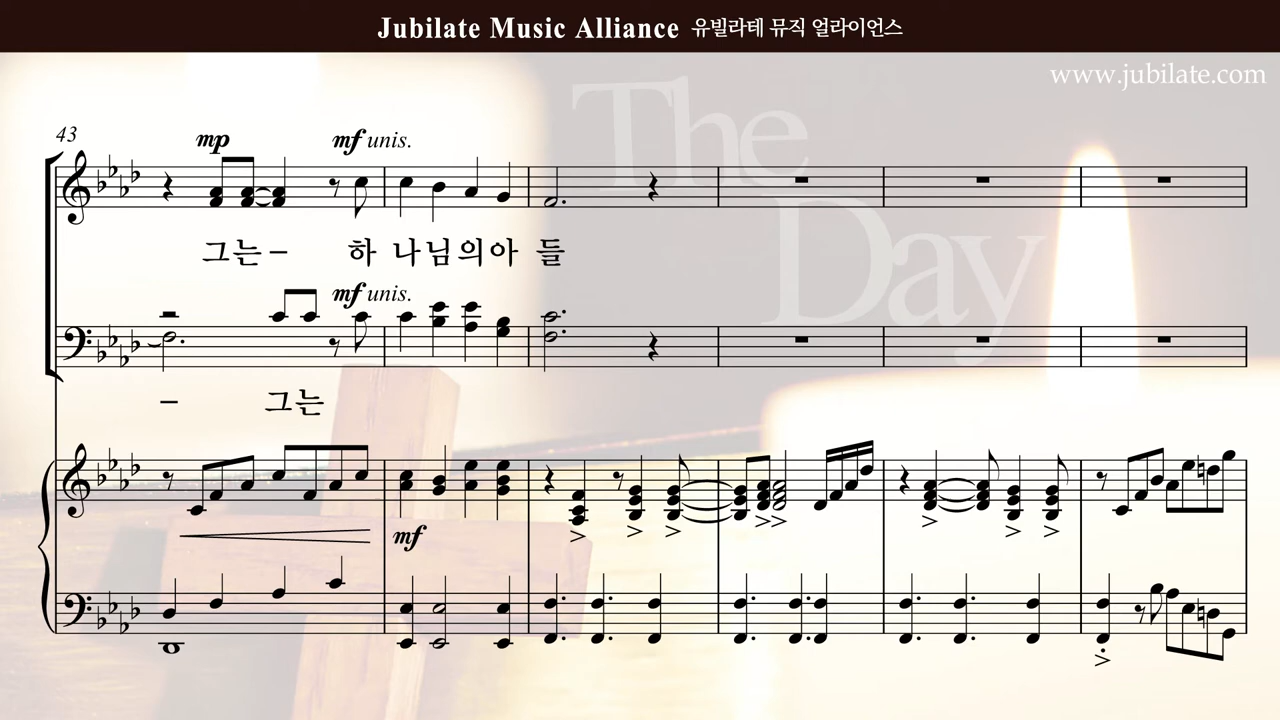 Jubilate Music Alliance 유빌라테 뮤직 얼라이언스
www.jubilate.com
The
Day
43
mp mf unis.
그는– 하 나님의아 들
mf unis.
– 그는
mf